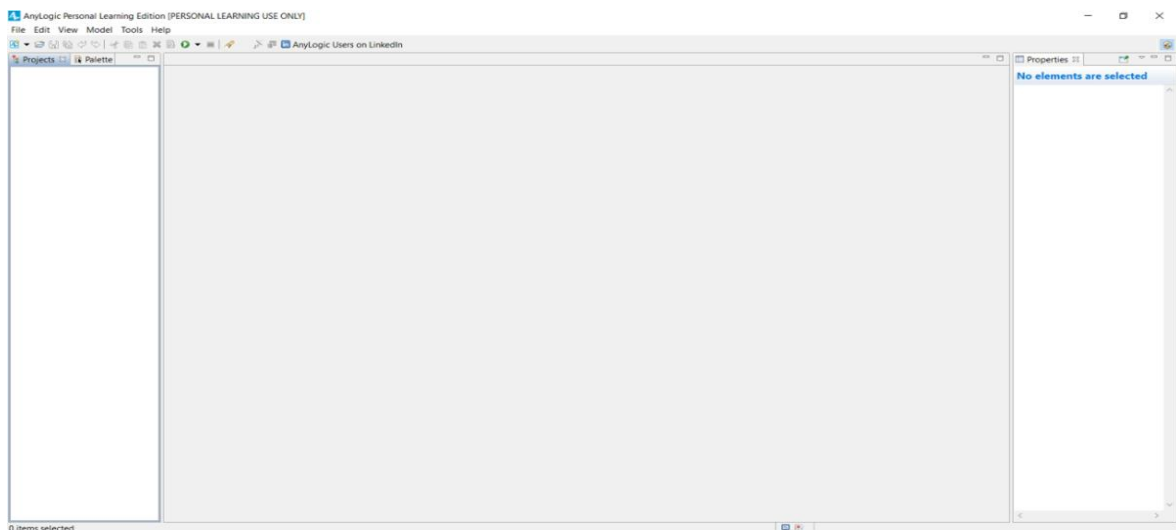 AnyLogic Personal Learning Edition [PERSONAL LEARNING USE ONLY]
File Edit View Model Tools Help
AnyLogic Users on LinkedIn
Projects Palette Properties
No elements are selected
0 items selected